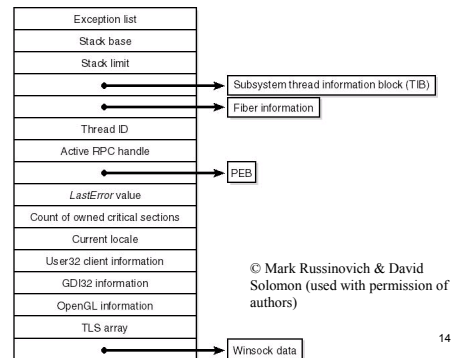 Exception list
Stack base
Stack limit
Subsystem thread information block (TIB)
Fiber information
Thread ID
Active RPC handle
PEB
LastError value
Count of owned critical sections
Current locale
User32 client information
GDI32 information
OpenGL information
TLS array
Winsock data
© Mark Russinovich & David
Solomon (used with permission of
authors)
14